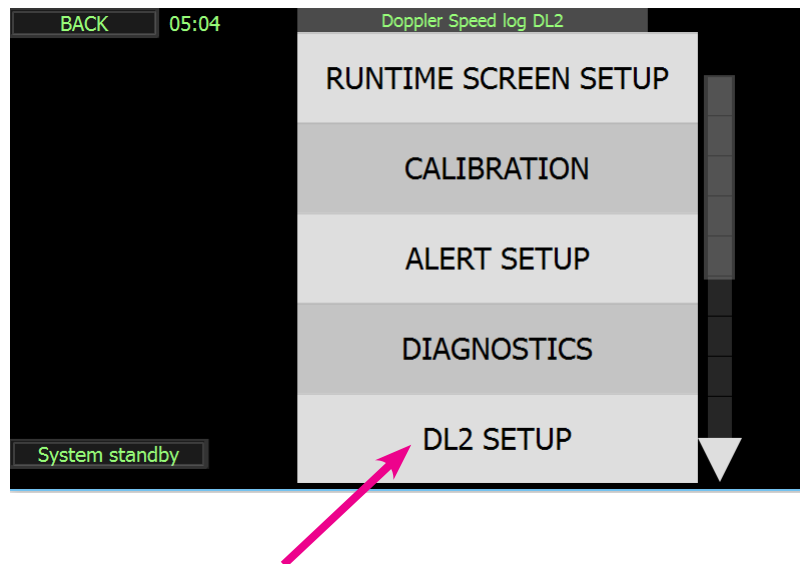 BACK 05:04 Doppler Speed log DL2
RUNTIME SCREEN SETUP
CALIBRATION
ALERT SETUP
DIAGNOSTICS
DL2 SETUP
System standby